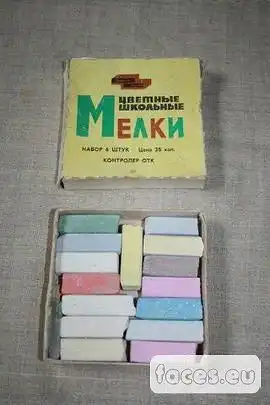 ЦВЕТНЫЕ
ШКОЛЬНЫЕ
МЕЛКИ
НАБОР 6 ШТУК Цена 35 коп.
КОНТРОЛЕР ОТК
faces.eu